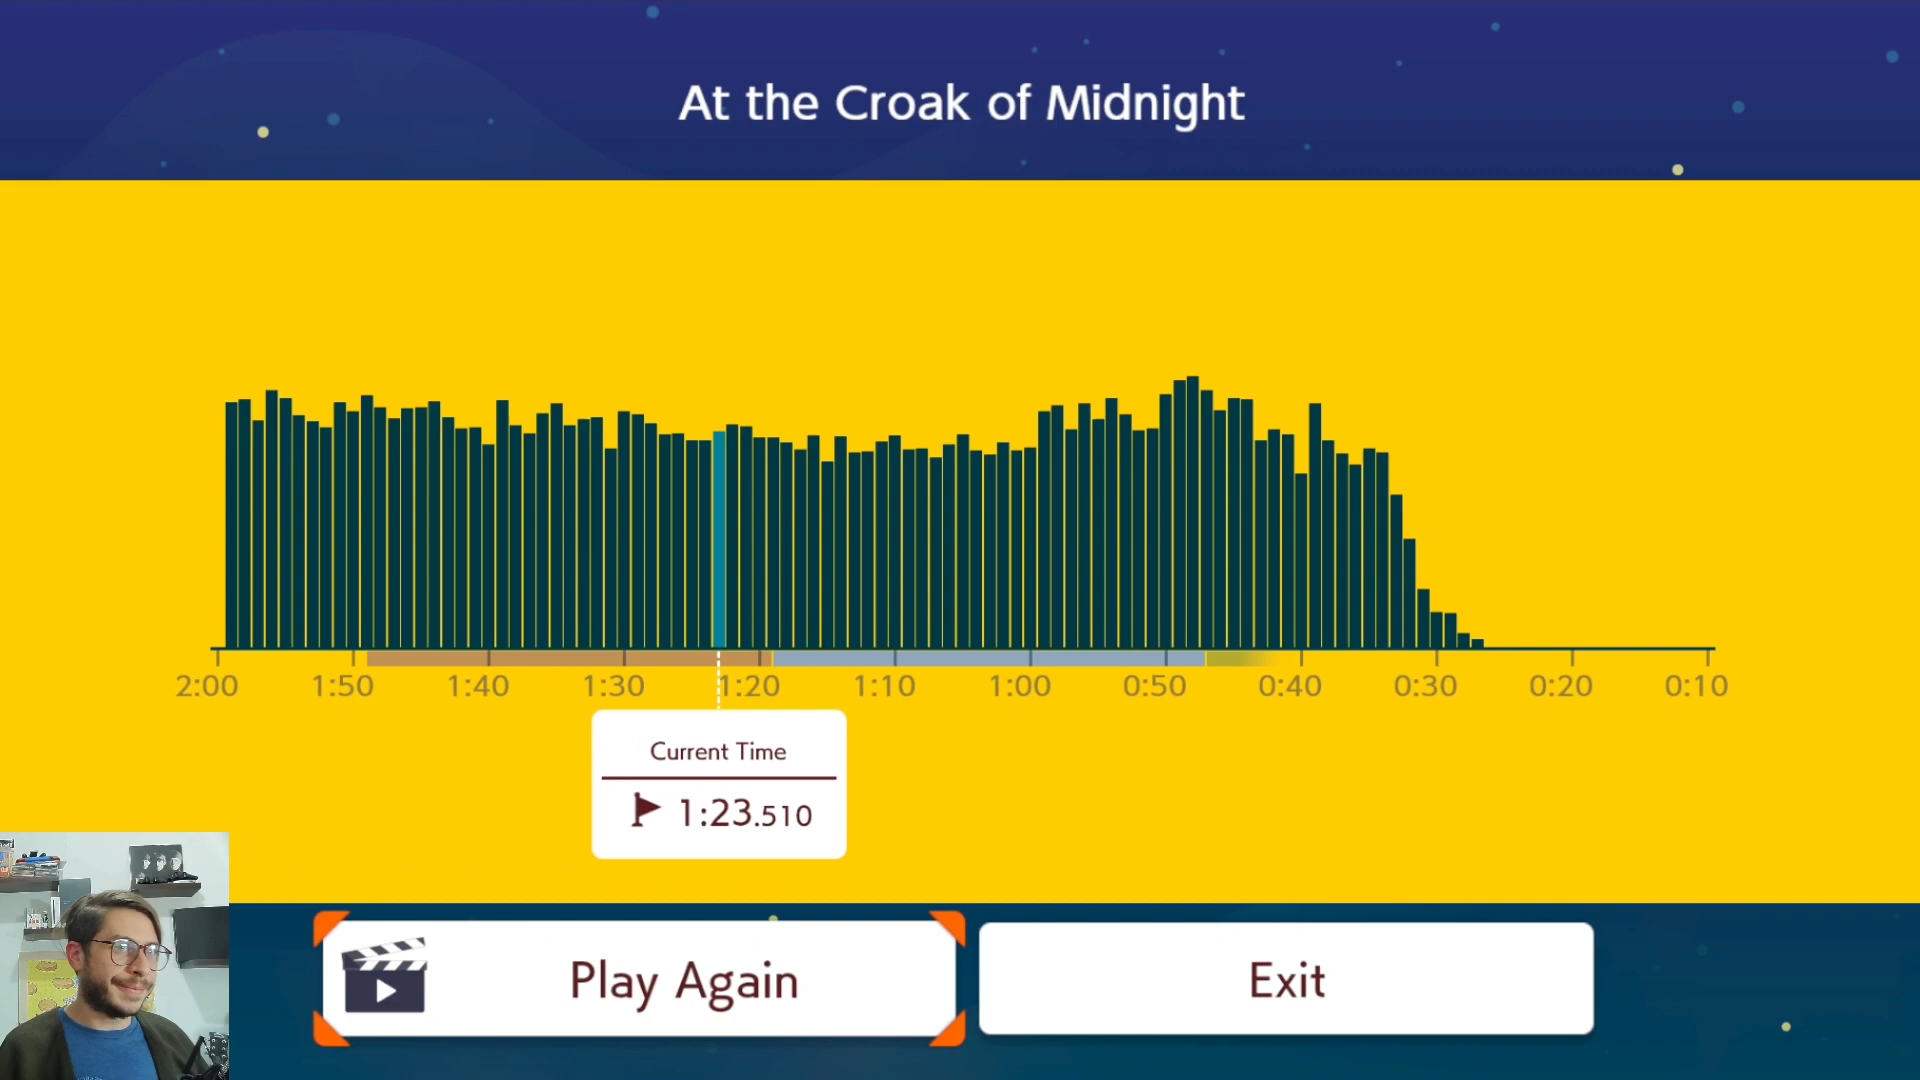 At the Croak of Midnight
2:00 1:50 1:40 1:30 1:20 1:10 1:00 0:50 0:40 0:30 0:20 0:10
Current Time
1:23.510
Play Again
Exit